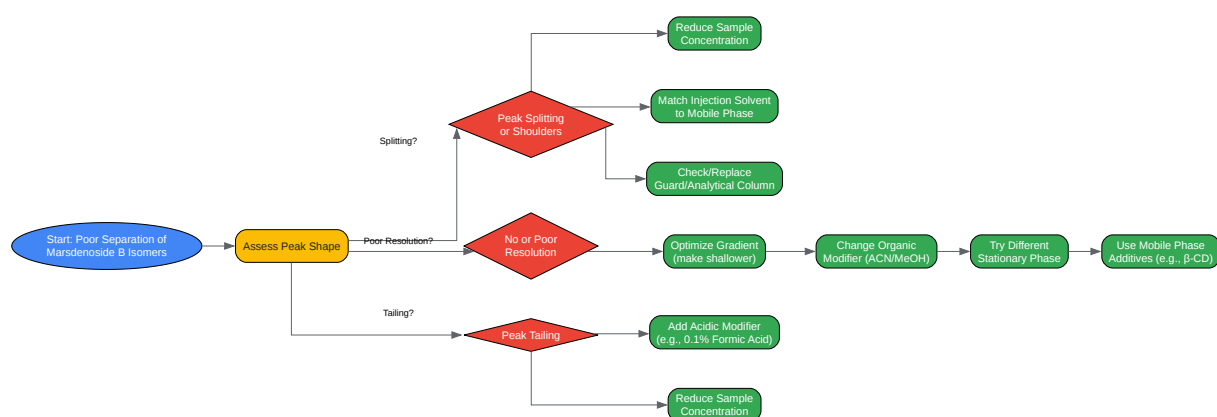 Start: Poor Separation of
Marsdenoside B Isomers
Assess Peak Shape
Splitting?
Poor Resolution?
Tailing?
Peak Splitting
or Shoulders
Reduce Sample
Concentration
Match Injection Solvent
to Mobile Phase
Check/Replace
Guard/Analytical Column
No or Poor
Resolution
Optimize Gradient
(make shallower)
Change Organic
Modifier (ACN/MeOH)
Try Different
Stationary Phase
Use Mobile Phase
Additives (e.g., β-CD)
Peak Tailing
Add Acidic Modifier
(e.g., 0.1% Formic Acid)
Reduce Sample
Concentration